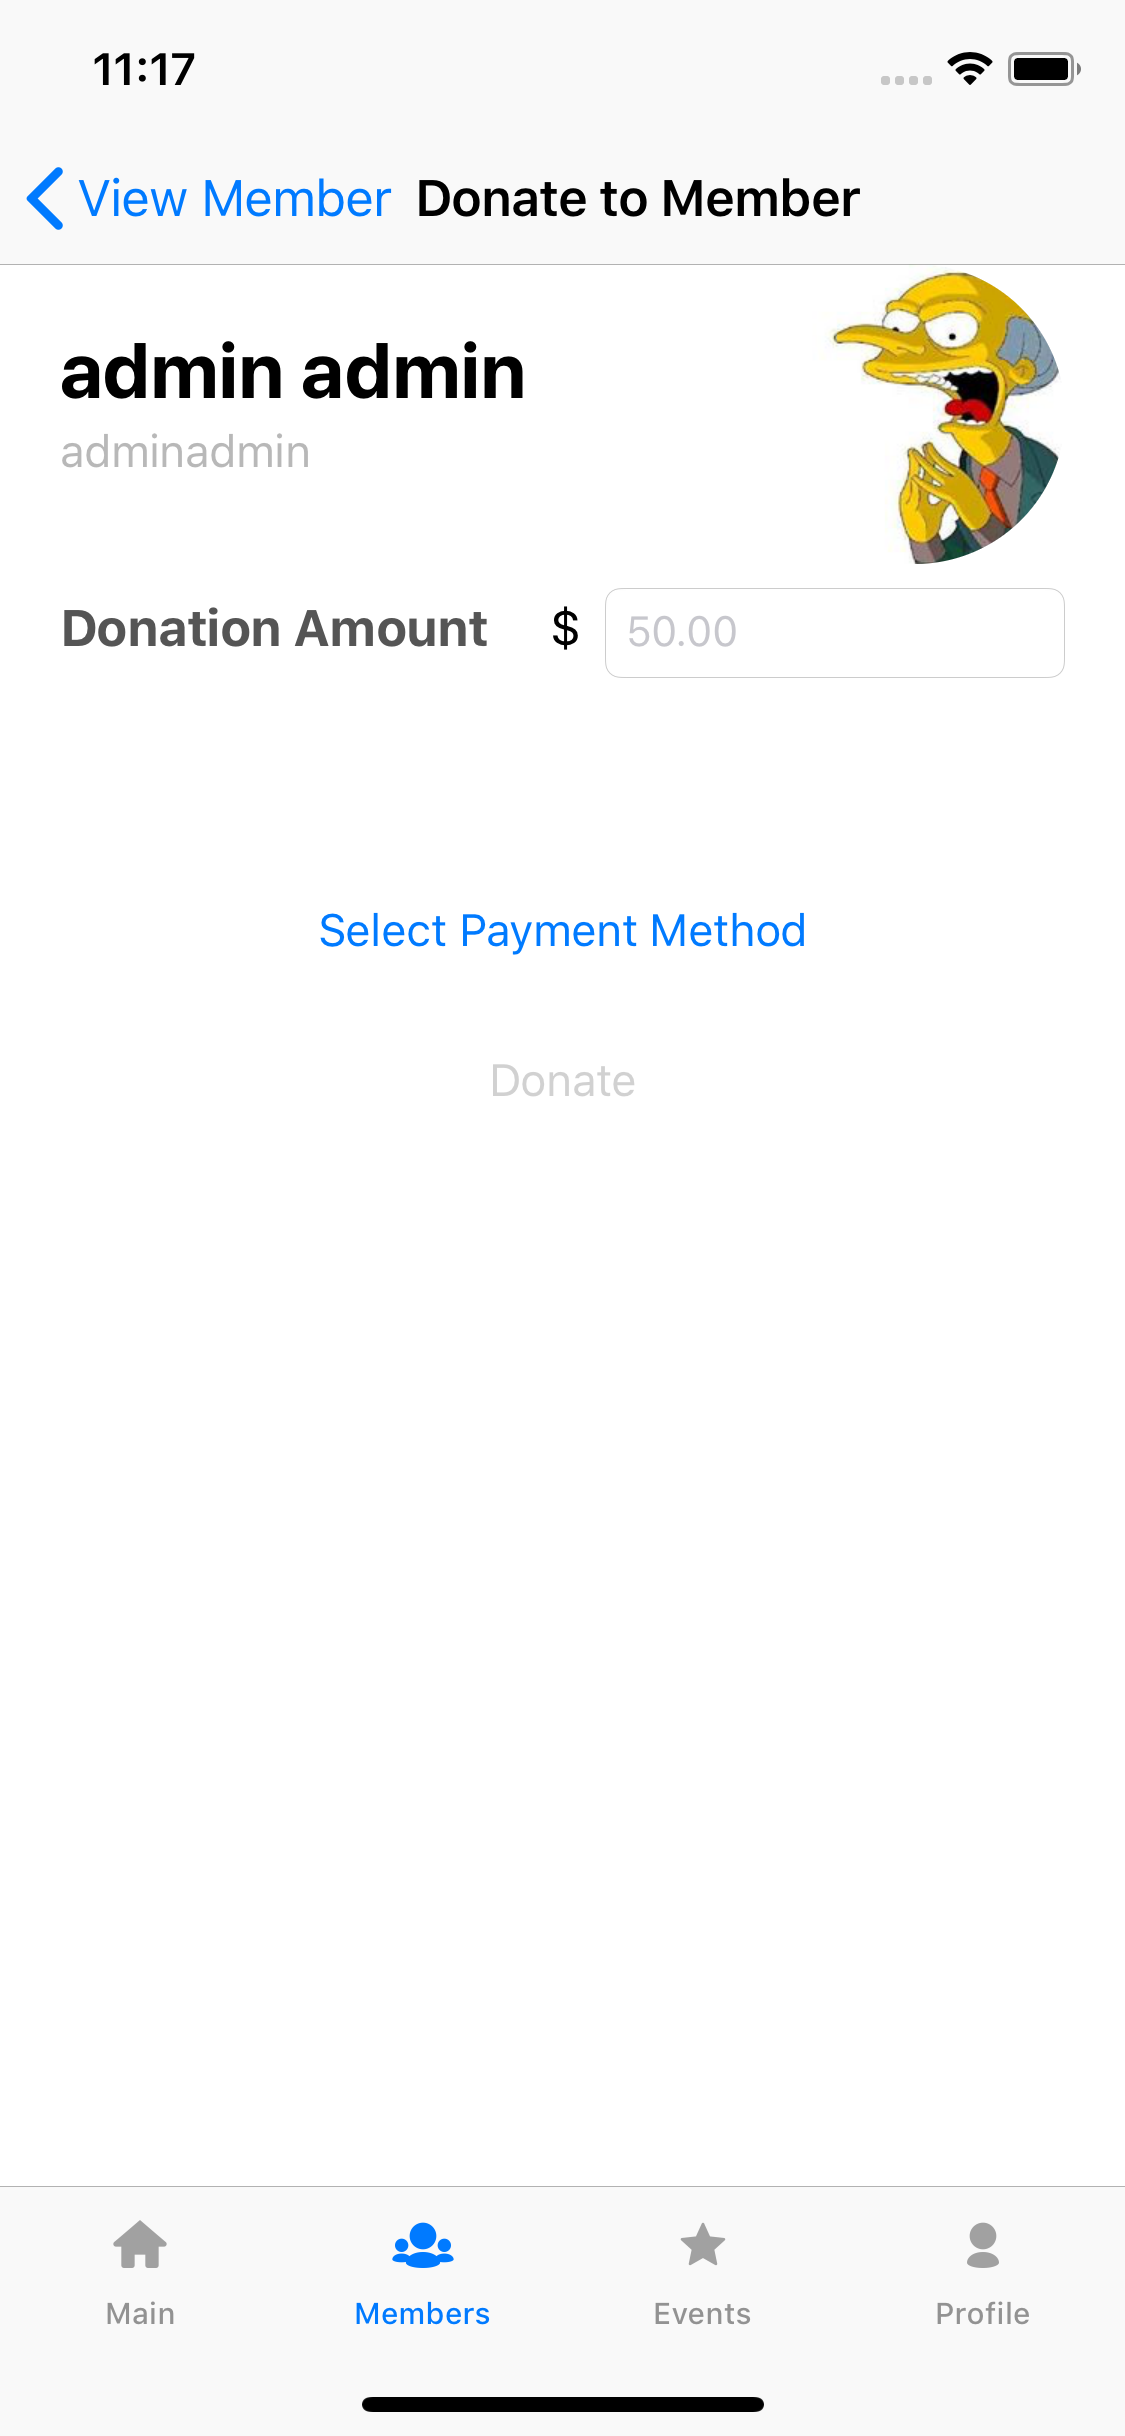 11:17
View Member Donate to Member
admin admin
adminadmin
Donation Amount $ 50.00
Select Payment Method
Donate
Main Members Events Profile